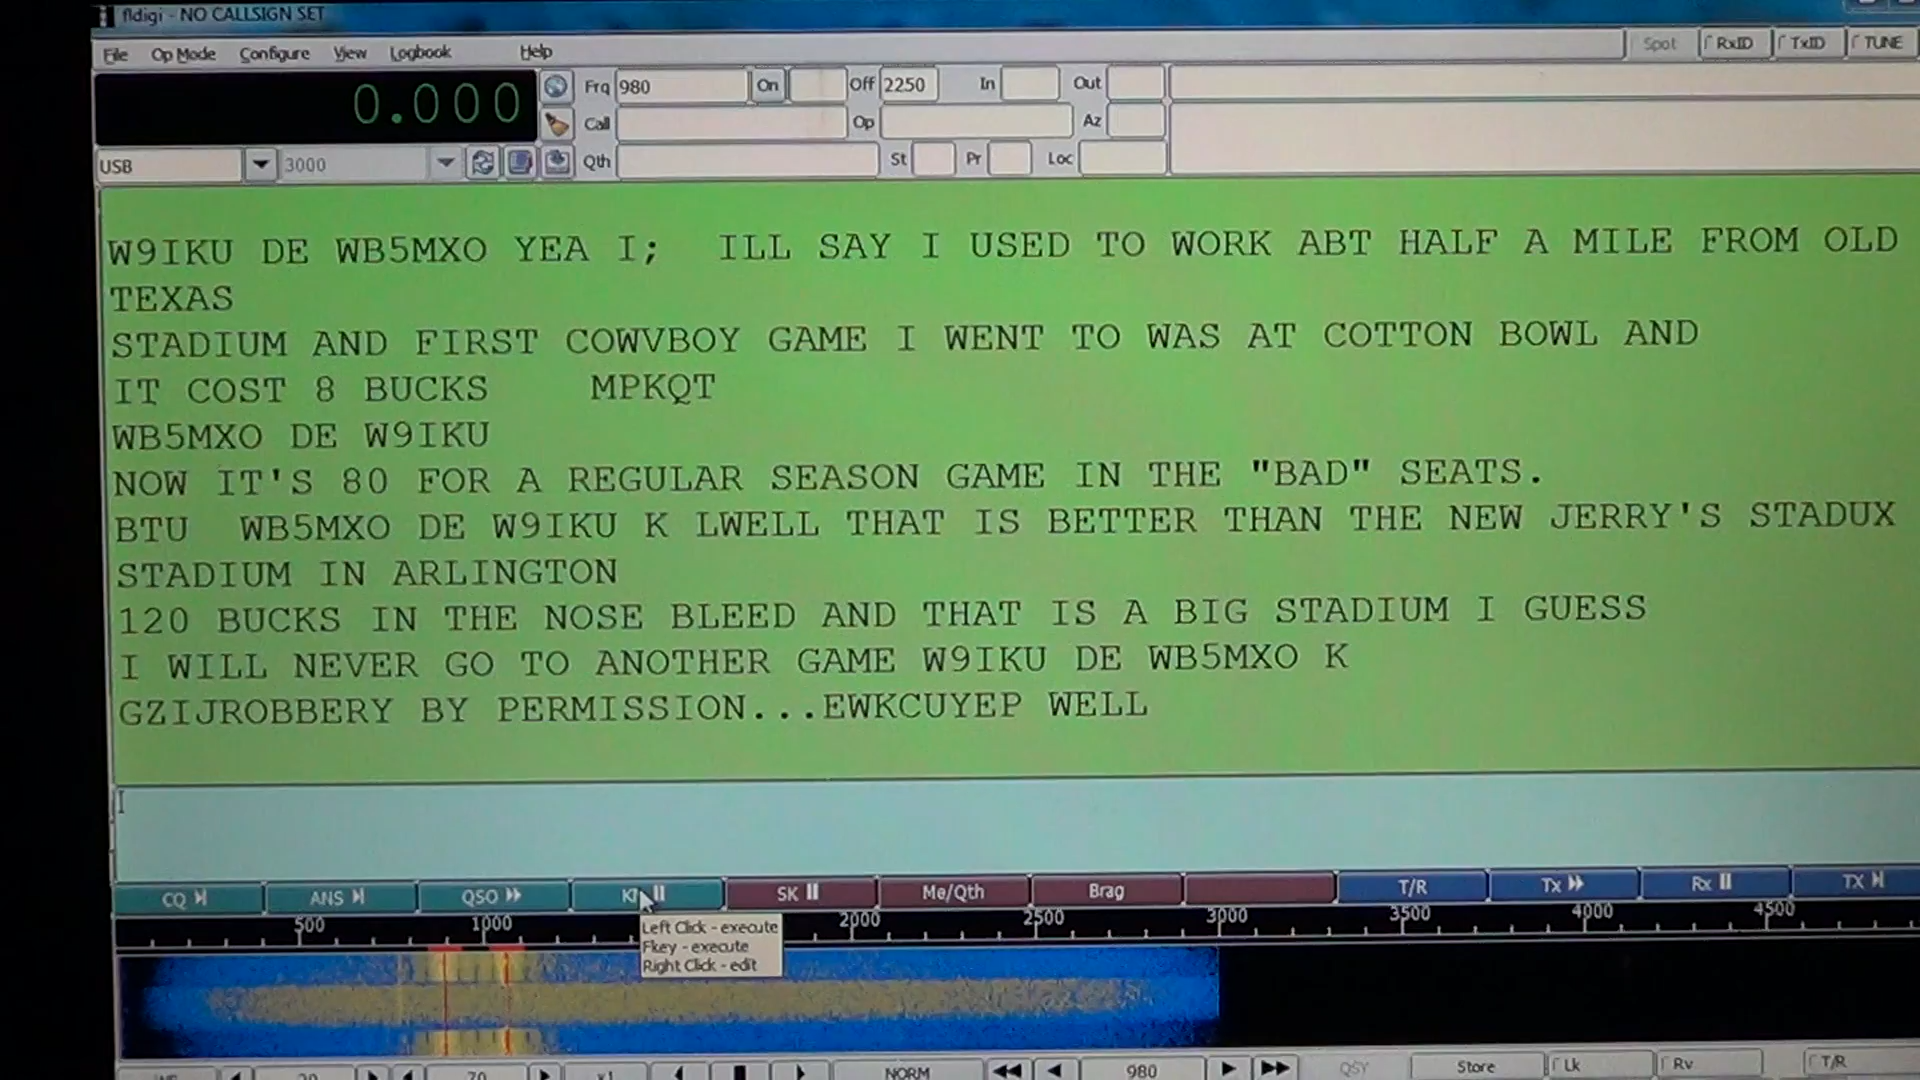 fldigi - NO CALLSIGN SET
File Op Mode Configure View Logbook Help Spot RxID TxID TUNE
0.000 Frq 980 On Off 2250 In Out
Call Op Az
USB 3000 Qth St Pr Loc
W9IKU DE WB5MXO YEA I; ILL SAY I USED TO WORK ABT HALF A MILE FROM OLD
TEXAS
STADIUM AND FIRST COWVBOY GAME I WENT TO WAS AT COTTON BOWL AND
IT COST 8 BUCKS MPKQT
WB5MXO DE W9IKU
NOW IT'S 80 FOR A REGULAR SEASON GAME IN THE "BAD" SEATS.
BTU WB5MXO DE W9IKU K LWELL THAT IS BETTER THAN THE NEW JERRY'S STADUX
STADIUM IN ARLINGTON
120 BUCKS IN THE NOSE BLEED AND THAT IS A BIG STADIUM I GUESS
I WILL NEVER GO TO ANOTHER GAME W9IKU DE WB5MXO K
GZIJROBBERY BY PERMISSION...EWKCUYEP WELL
CQ ANS QSO SK Me/Qth Brag T/R Tx Rx TX
500 1000 2000 2500 3000 3500 4000 4500
Left Click - execute
Fkey - execute
Right Click - edit
x1 NORM 980 QSY Store Lk Rv T/R